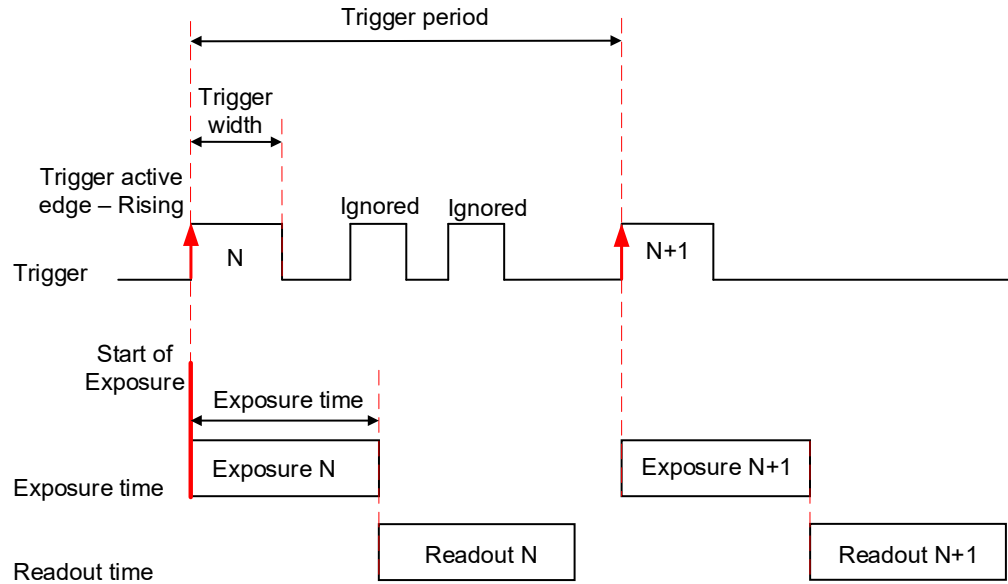 Trigger period
Trigger
width
Trigger active
edge – Rising
Ignored
Ignored
N
N+1
Trigger
Start of
Exposure
Exposure time
Exposure N
Exposure N+1
Exposure time
Readout N
Readout N+1
Readout time